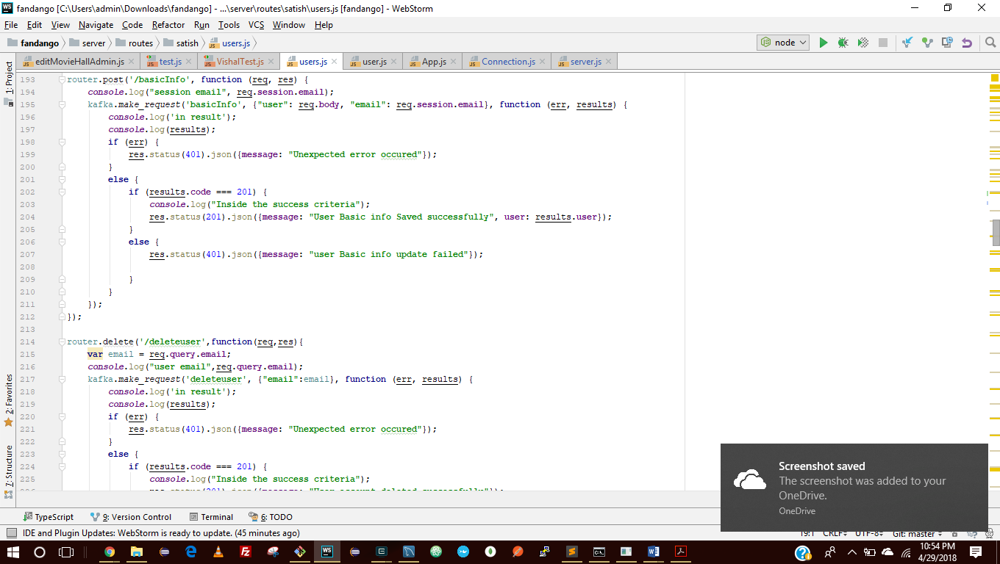 fandango [C:\Users\admin\Downloads\fandango] - ...\server\routes\satish\users.js [fandango] - WebStorm
File Edit View Navigate Code Refactor Run Tools VCS Window Help
fandango server routes satish users.js node
editMovieHallAdmin.js test.js VishalTest.js users.js user.js App.js Connection.js server.js
1: Project
2: Favorites
7: Structure
193 router.post('/basicInfo', function (req, res) {
194 console.log("session email", req.session.email);
195 kafka.make_request('basicInfo', {"user": req.body, "email": req.session.email}, function (err, results) {
196 console.log('in result');
197 console.log(results);
198 if (err) {
199 res.status(401).json({message: "Unexpected error occured"});
200 }
201 else {
202 if (results.code === 201) {
203 console.log("Inside the success criteria");
204 res.status(201).json({message: "User Basic info Saved successfully", user: results.user});
205 }
206 else {
207 res.status(401).json({message: "user Basic info update failed"});
208
209 }
210 }
211 });
212 });
213
214 router.delete('/deleteuser',function(req,res){
215 var email = req.query.email;
216 console.log("user email",req.query.email);
217 kafka.make_request('deleteuser', {"email":email}, function (err, results) {
218 console.log('in result');
219 console.log(results);
220 if (err) {
221 res.status(401).json({message: "Unexpected error occured"});
222 }
223 else {
224 if (results.code === 201) {
225 console.log("Inside the success criteria");
res.status(201).json({message: "User account deleted successfully"});
Screenshot saved
The screenshot was added to your
OneDrive.
OneDrive
TypeScript 9: Version Control Terminal 6: TODO
IDE and Plugin Updates: WebStorm is ready to update. (45 minutes ago) 19:1 CRLF UTF-8 Git: master
10:54 PM
4/29/2018